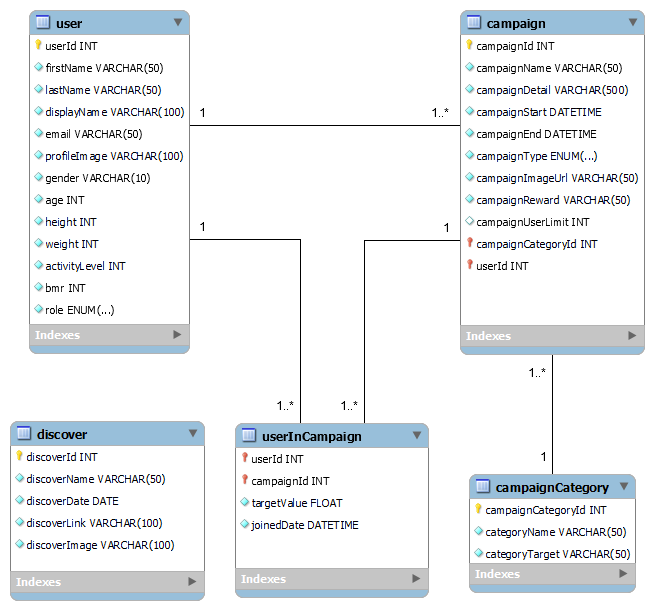 user
userId INT
firstName VARCHAR(50)
lastName VARCHAR(50)
displayName VARCHAR(100)
email VARCHAR(50)
profileImage VARCHAR(100)
gender VARCHAR(10)
age INT
height INT
weight INT
activityLevel INT
bmr INT
role ENUM(...)
Indexes
1
1..*
1
1
campaign
campaignId INT
campaignName VARCHAR(50)
campaignDetail VARCHAR(500)
campaignStart DATETIME
campaignEnd DATETIME
campaignType ENUM(...)
campaignImageUrl VARCHAR(50)
campaignReward VARCHAR(50)
campaignUserLimit INT
campaignCategoryId INT
userId INT
Indexes
1..*
1..*
1..*
1
discover
discoverId INT
discoverName VARCHAR(50)
discoverDate DATE
discoverLink VARCHAR(100)
discoverImage VARCHAR(100)
Indexes
userInCampaign
userId INT
campaignId INT
targetValue FLOAT
joinedDate DATETIME
Indexes
campaignCategory
campaignCategoryId INT
categoryName VARCHAR(50)
categoryTarget VARCHAR(50)
Indexes